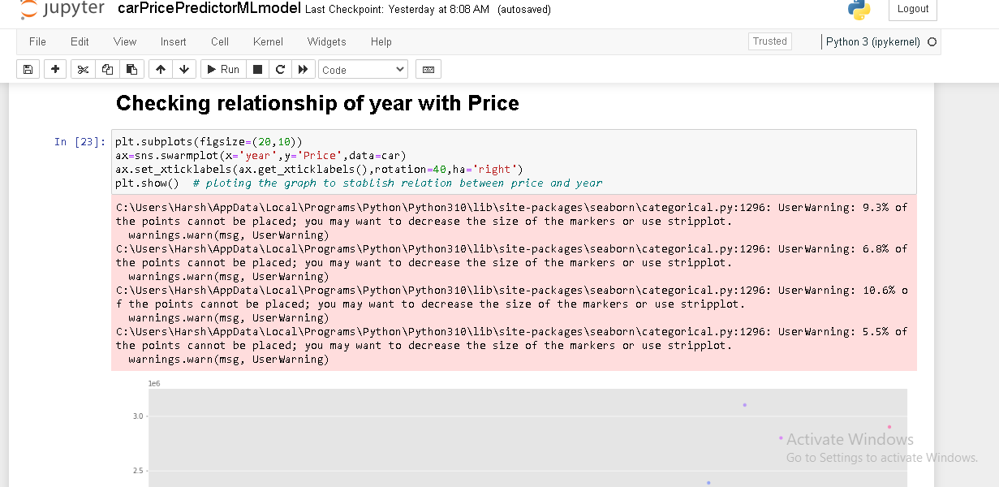 jupyter carPricePredictorMLmodel Last Checkpoint: Yesterday at 8:08 AM (autosaved)
Logout
File Edit View Insert Cell Kernel Widgets Help
Trusted
Python 3 (ipykernel)
Run
Code
Checking relationship of year with Price
In [23]:
plt.subplots(figsize=(20,10))
ax=sns.swarmplot(x='year',y='Price',data=car)
ax.set_xticklabels(ax.get_xticklabels(),rotation=40,ha='right')
plt.show()  # ploting the graph to stablish relation between price and year
C:\Users\Harsh\AppData\Local\Programs\Python\Python310\lib\site-packages\seaborn\categorical.py:1296: UserWarning: 9.3% of
the points cannot be placed; you may want to decrease the size of the markers or use stripplot.
  warnings.warn(msg, UserWarning)
C:\Users\Harsh\AppData\Local\Programs\Python\Python310\lib\site-packages\seaborn\categorical.py:1296: UserWarning: 6.8% of
the points cannot be placed; you may want to decrease the size of the markers or use stripplot.
  warnings.warn(msg, UserWarning)
C:\Users\Harsh\AppData\Local\Programs\Python\Python310\lib\site-packages\seaborn\categorical.py:1296: UserWarning: 10.6% o
f the points cannot be placed; you may want to decrease the size of the markers or use stripplot.
  warnings.warn(msg, UserWarning)
C:\Users\Harsh\AppData\Local\Programs\Python\Python310\lib\site-packages\seaborn\categorical.py:1296: UserWarning: 5.5% of
the points cannot be placed; you may want to decrease the size of the markers or use stripplot.
  warnings.warn(msg, UserWarning)
1e6
3.0
2.5
Activate Windows
Go to Settings to activate Windows.